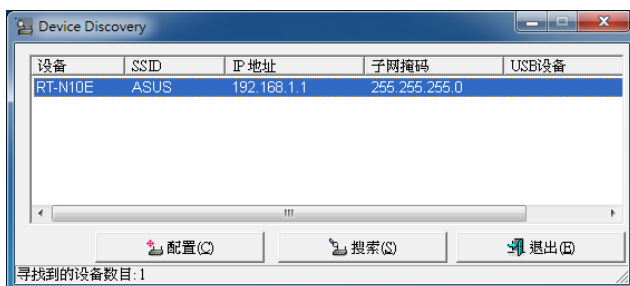 Device Discovery
设备 SSID IP地址 子网掩码 USB设备
RT-N10E ASUS 192.168.1.1 255.255.255.0
配置(C) 搜索(S) 退出(E)
寻找到的设备数目:1